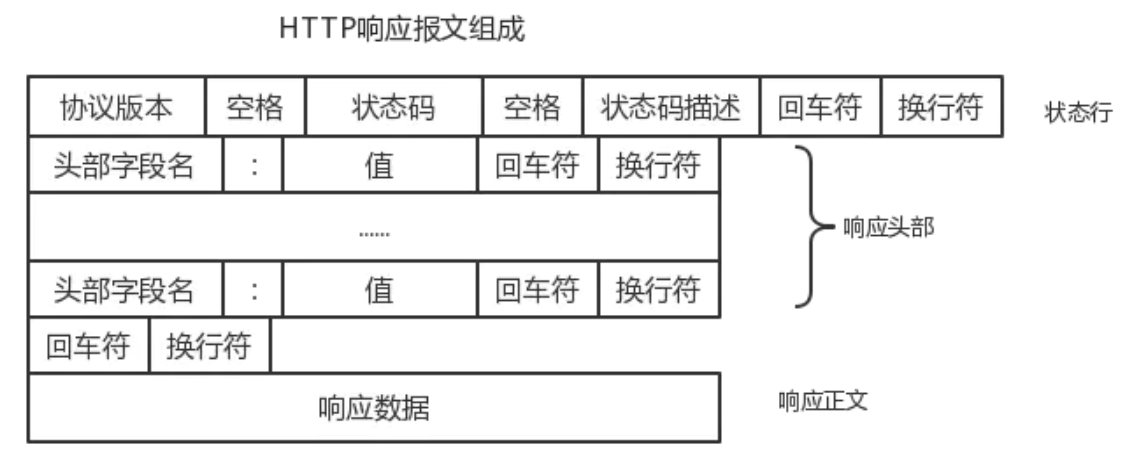 HTTP响应报文组成
协议版本 空格 状态码 空格 状态码描述 回车符 换行符 状态行
头部字段名 : 值 回车符 换行符
......
响应头部
头部字段名 : 值 回车符 换行符
回车符 换行符
响应数据 响应正文